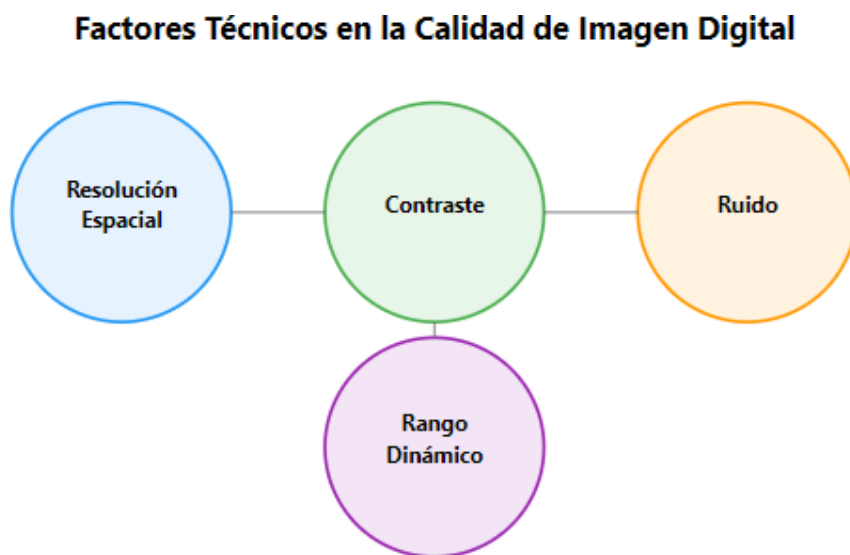 Factores Técnicos en la Calidad de Imagen Digital
Resolución
Espacial
Contraste
Ruido
Rango
Dinámico